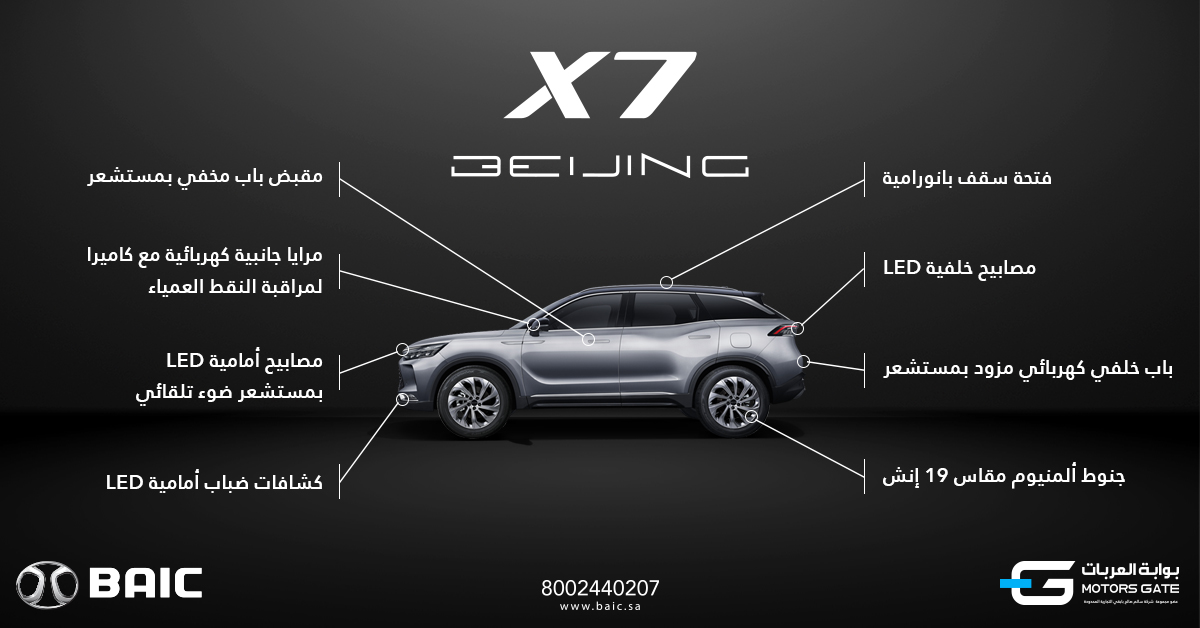 X7
BEIJING
فتحة سقف بانورامية
مصابيح خلفية LED
باب خلفي كهربائي مزود بمستشعر
جنوط ألمنيوم مقاس 19 إنش
مقبض باب مخفي بمستشعر
مرايا جانبية كهربائية مع كاميرا
لمراقبة النقط العمياء
مصابيح أمامية LED
بمستشعر ضوء تلقائي
كشافات ضباب أمامية LED
BAIC
8002440207
www.baic.sa
بوابة العربات
MOTORS GATE